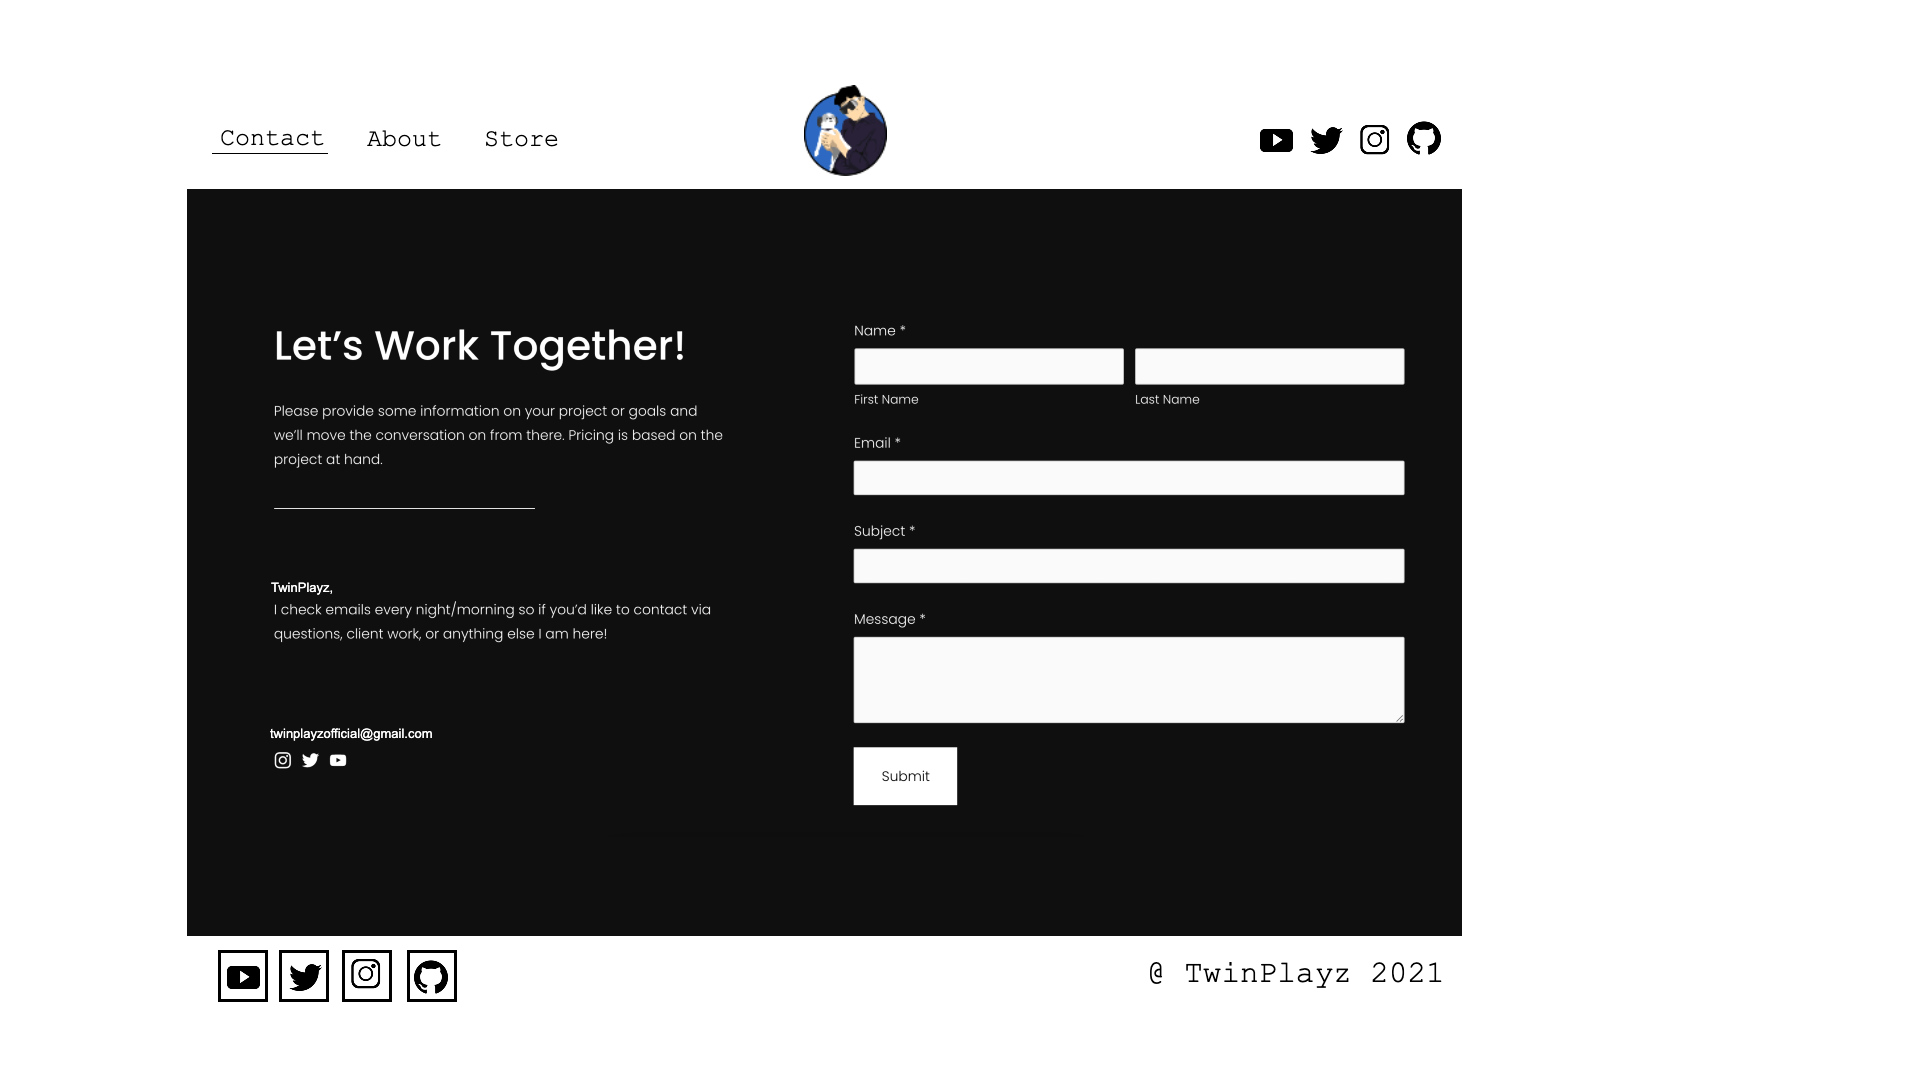 Contact About Store
Let’s Work Together!
Please provide some information on your project or goals and
we’ll move the conversation on from there. Pricing is based on the
project at hand.
TwinPlayz,
I check emails every night/morning so if you’d like to contact via
questions, client work, or anything else I am here!
twinplayzofficial@gmail.com
Name *
First Name Last Name
Email *
Subject *
Message *
Submit
@ TwinPlayz 2021